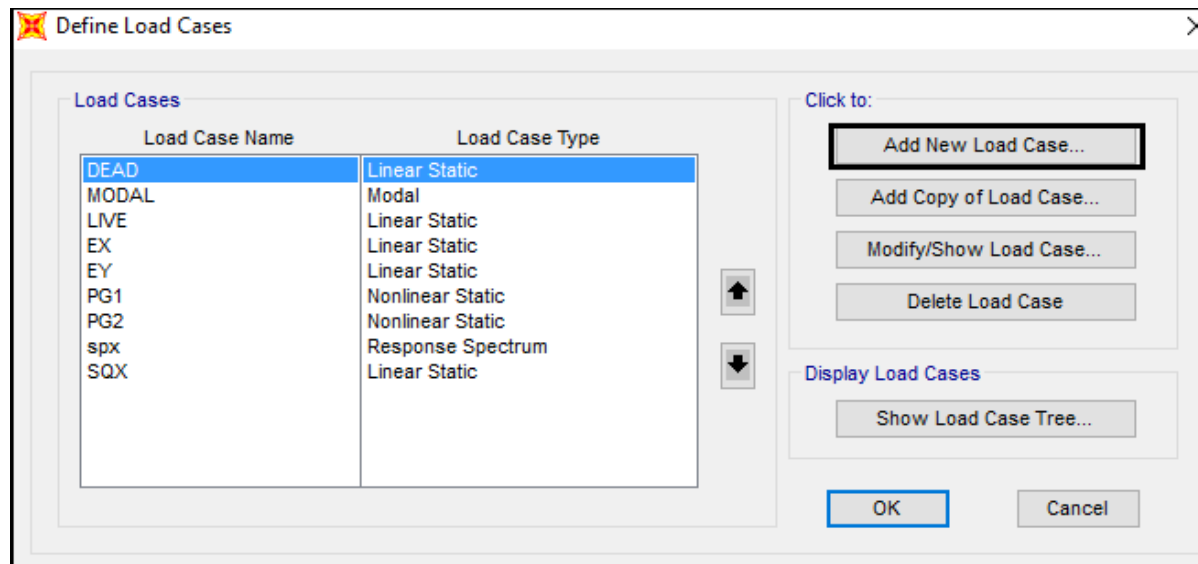 Define Load Cases
Load Cases
Click to:
Load Case Name Load Case Type
Add New Load Case...
DEAD Linear Static
MODAL Modal
Add Copy of Load Case...
LIVE Linear Static
EX Linear Static
Modify/Show Load Case...
EY Linear Static
PG1 Nonlinear Static
Delete Load Case
PG2 Nonlinear Static
spx Response Spectrum
SQX Linear Static
Display Load Cases
Show Load Case Tree...
OK Cancel